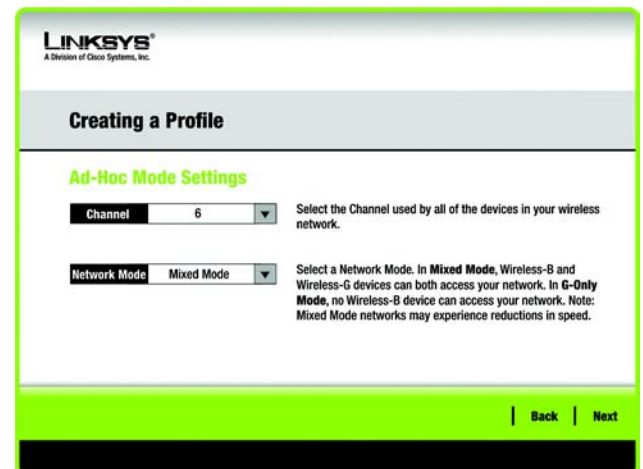 LINKSYS®
A Division of Cisco Systems, Inc.
Creating a Profile
Ad-Hoc Mode Settings
Channel 6
Select the Channel used by all of the devices in your wireless
network.
Network Mode Mixed Mode
Select a Network Mode. In Mixed Mode, Wireless-B and
Wireless-G devices can both access your network. In G-Only
Mode, no Wireless-B device can access your network. Note:
Mixed Mode networks may experience reductions in speed.
Back Next